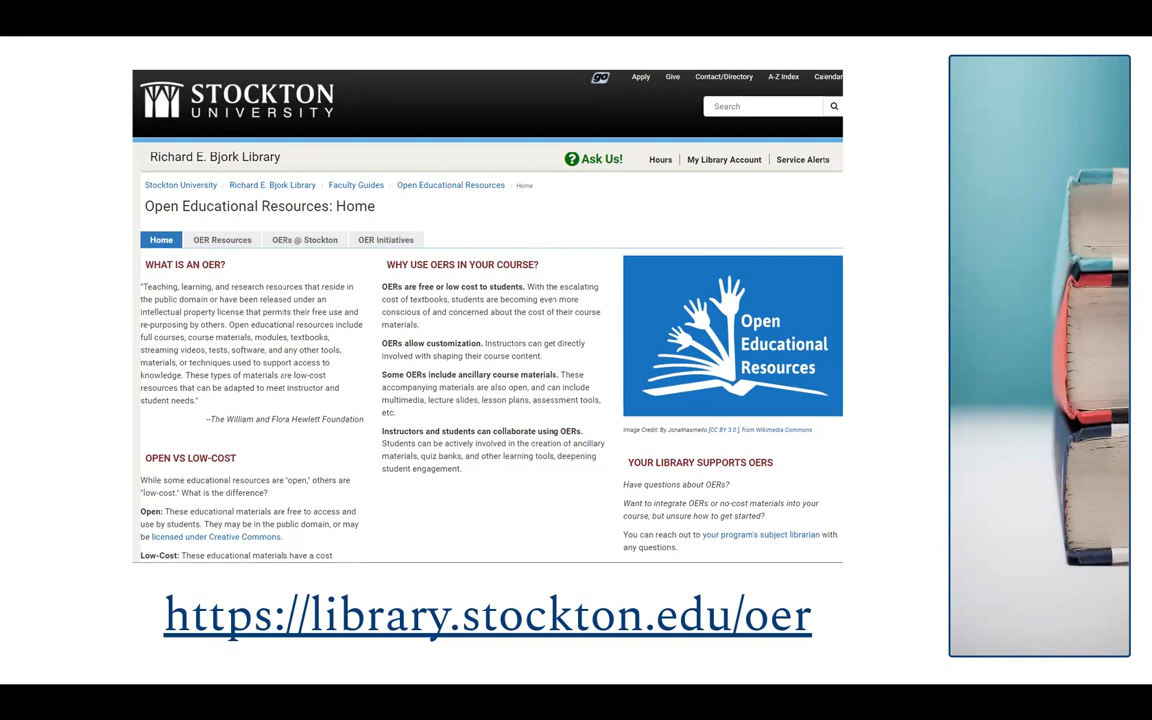 go Apply Give Contact/Directory A-Z Index Calendar
STOCKTON
UNIVERSITY
Search
Richard E. Bjork Library
? Ask Us! Hours My Library Account Service Alerts
Stockton University / Richard E. Bjork Library / Faculty Guides / Open Educational Resources / Home
Open Educational Resources: Home
Home OER Resources OERs @ Stockton OER Initiatives
WHAT IS AN OER?
"Teaching, learning, and research resources that reside in
the public domain or have been released under an
intellectual property license that permits their free use and
re-purposing by others. Open educational resources include
full courses, course materials, modules, textbooks,
streaming videos, tests, software, and any other tools,
materials, or techniques used to support access to
knowledge. These types of materials are low-cost
resources that can be adapted to meet instructor and
student needs."
--The William and Flora Hewlett Foundation
OPEN VS LOW-COST
While some educational resources are "open," others are
"low-cost." What is the difference?
Open: These educational materials are free to access and
use by students. They may be in the public domain, or may
be licensed under Creative Commons.
Low-Cost: These educational materials have a cost
WHY USE OERS IN YOUR COURSE?
OERs are free or low cost to students. With the escalating
cost of textbooks, students are becoming even more
conscious of and concerned about the cost of their course
materials.
OERs allow customization. Instructors can get directly
involved with shaping their course content.
Some OERs include ancillary course materials. These
accompanying materials are also open, and can include
multimedia, lecture slides, lesson plans, assessment tools,
etc.
Instructors and students can collaborate using OERs.
Students can be actively involved in the creation of ancillary
materials, quiz banks, and other learning tools, deepening
student engagement.
Open
Educational
Resources
Image Credit: By Jonathasmello [CC BY 3.0 ], from Wikimedia Commons
YOUR LIBRARY SUPPORTS OERS
Have questions about OERs?
Want to integrate OERs or no-cost materials into your
course, but unsure how to get started?
You can reach out to your program's subject librarian with
any questions.
https://library.stockton.edu/oer